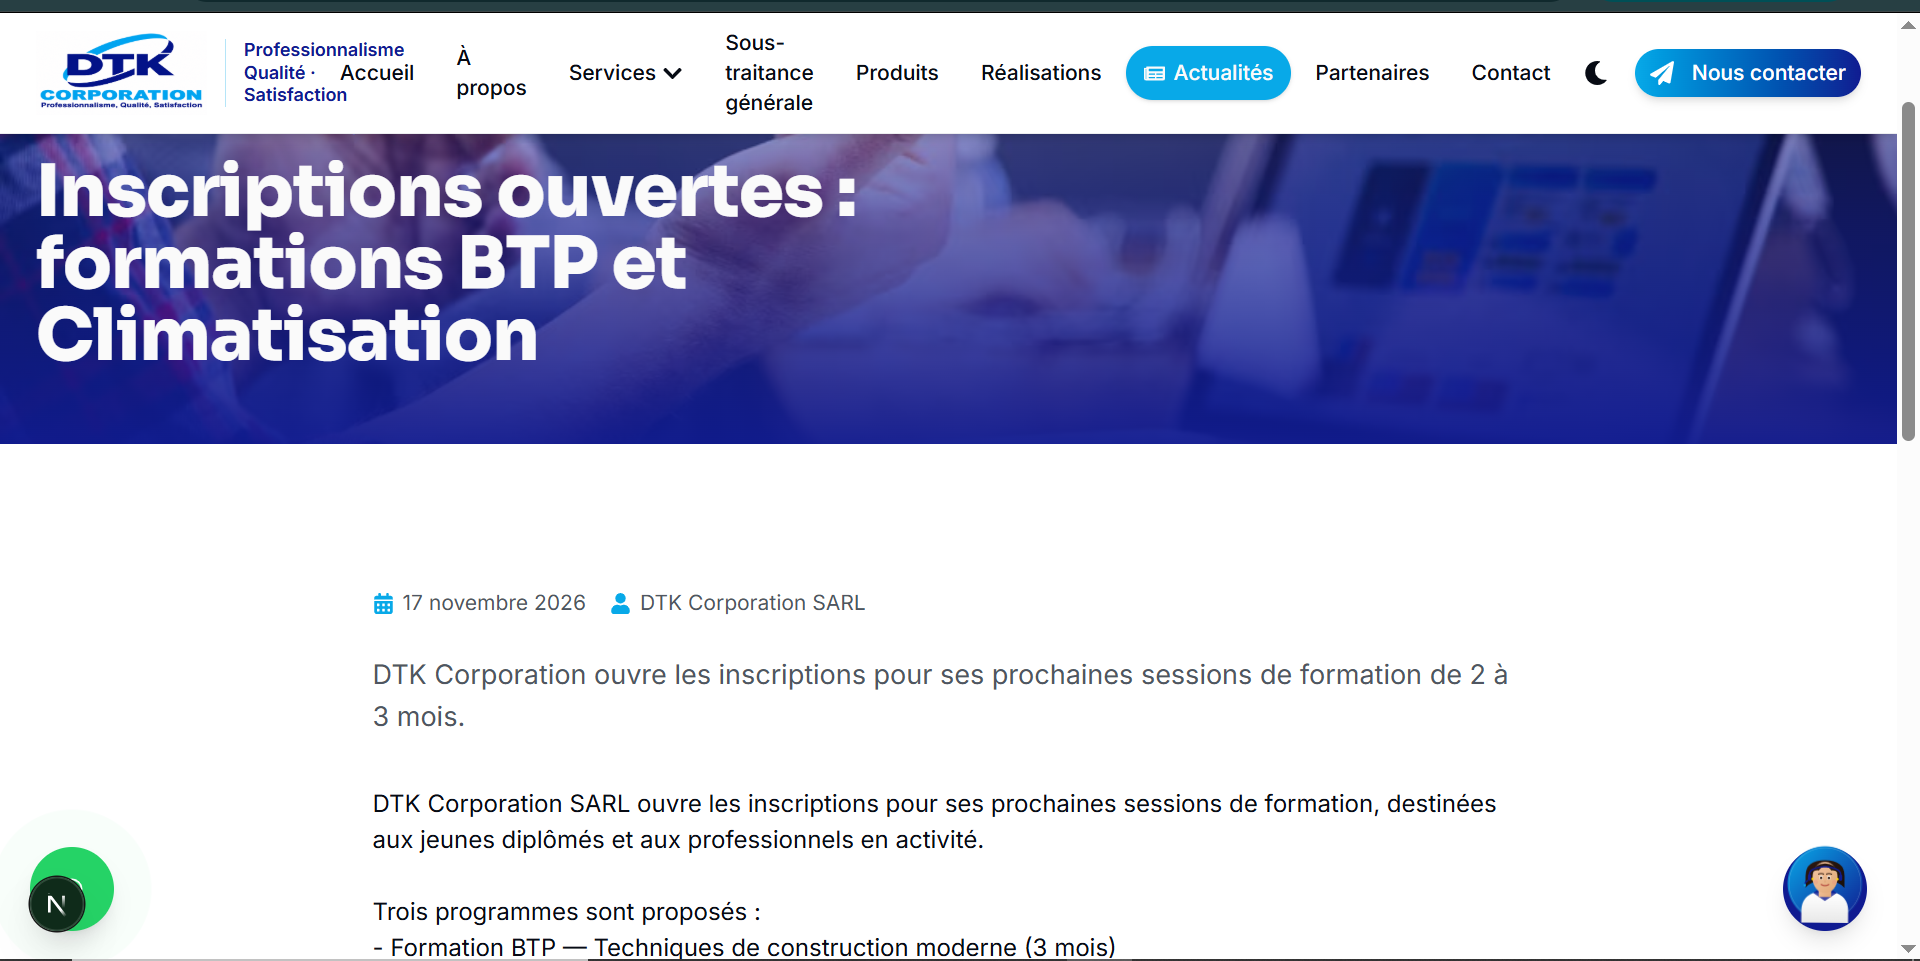 DTK
CORPORATION
Professionnalisme, Qualité, Satisfaction
Professionnalisme
Qualité ·
Satisfaction
Accueil
À
propos
Services
Sous-
traitance
générale
Produits
Réalisations
Actualités
Partenaires
Contact
Nous contacter
Inscriptions ouvertes :
formations BTP et
Climatisation
17 novembre 2026
DTK Corporation SARL
DTK Corporation ouvre les inscriptions pour ses prochaines sessions de formation de 2 à
3 mois.
DTK Corporation SARL ouvre les inscriptions pour ses prochaines sessions de formation, destinées
aux jeunes diplômés et aux professionnels en activité.
Trois programmes sont proposés :
- Formation BTP — Techniques de construction moderne (3 mois)
N